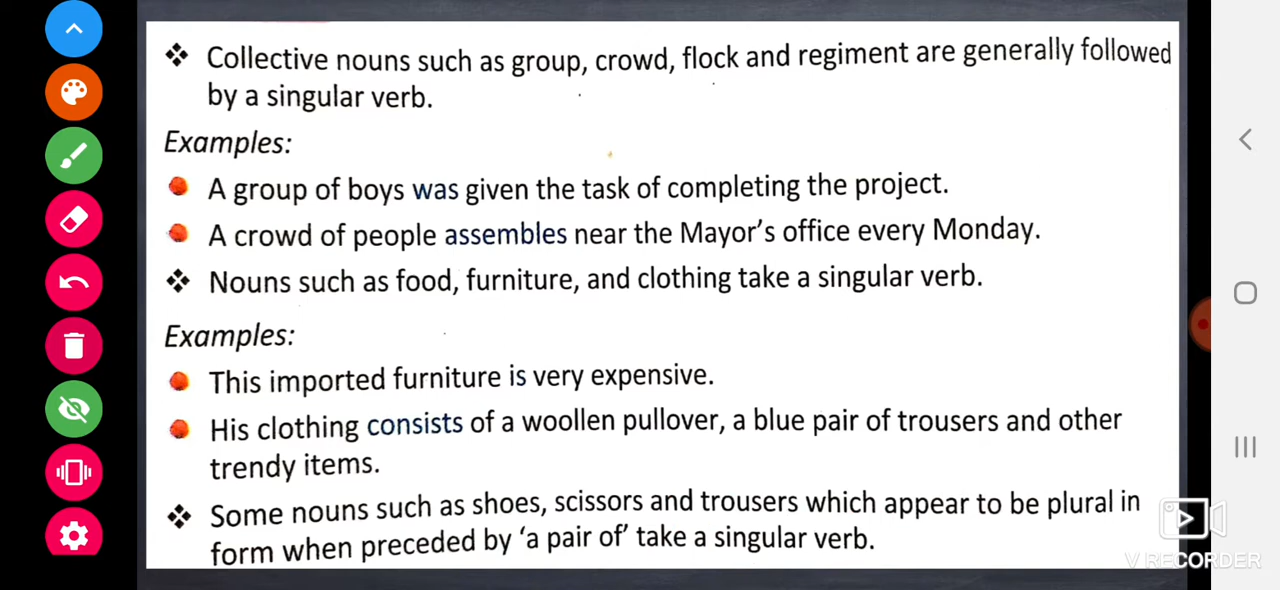 ❖ Collective nouns such as group, crowd, flock and regiment are generally followed
by a singular verb.
Examples:
● A group of boys was given the task of completing the project.
● A crowd of people assembles near the Mayor's office every Monday.
❖ Nouns such as food, furniture, and clothing take a singular verb.
Examples:
● This imported furniture is very expensive.
● His clothing consists of a woollen pullover, a blue pair of trousers and other
trendy items.
❖ Some nouns such as shoes, scissors and trousers which appear to be plural in
form when preceded by 'a pair of' take a singular verb.
V RECORDER